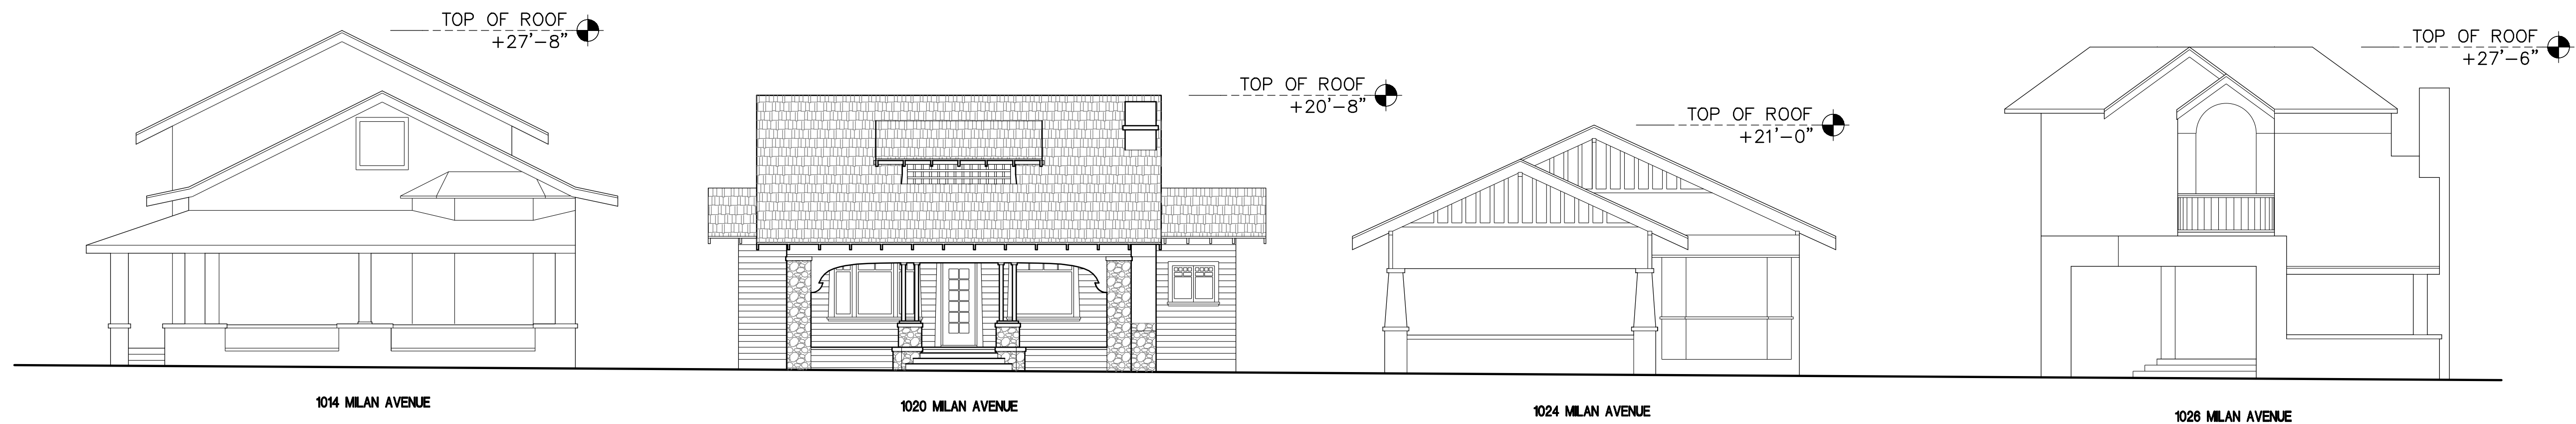 TOP OF ROOF
+27'-8"
TOP OF ROOF
+20'-8"
TOP OF ROOF
+21'-0"
TOP OF ROOF
+27'-6"
1014 MILAN AVENUE
1020 MILAN AVENUE
1024 MILAN AVENUE
1026 MILAN AVENUE